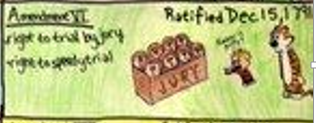 Amendment VI
Ratified Dec 15, 1791
right to trial by jury
right to speedy trial
JURY